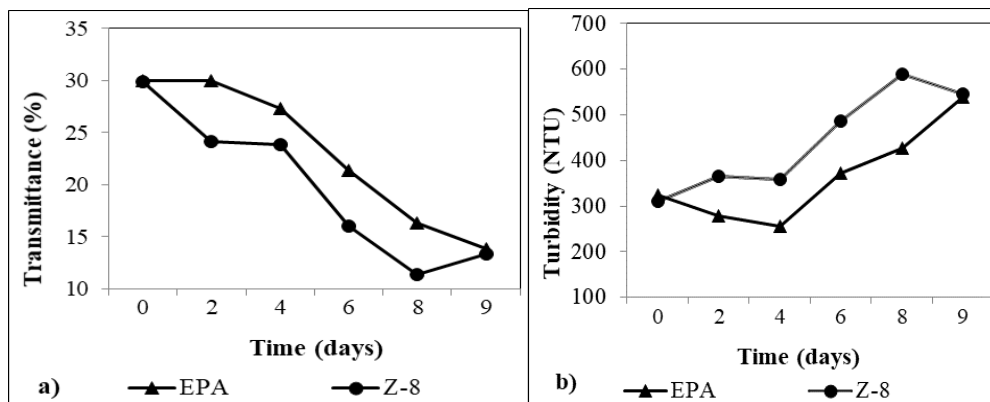 35
30
25
20
15
10
Transmittance (%)
0 2 4 6 8 9
Time (days)
a) EPA Z-8
700
600
500
400
300
200
100
Turbidity (NTU)
0 2 4 6 8 9
Time (days)
b) EPA Z-8